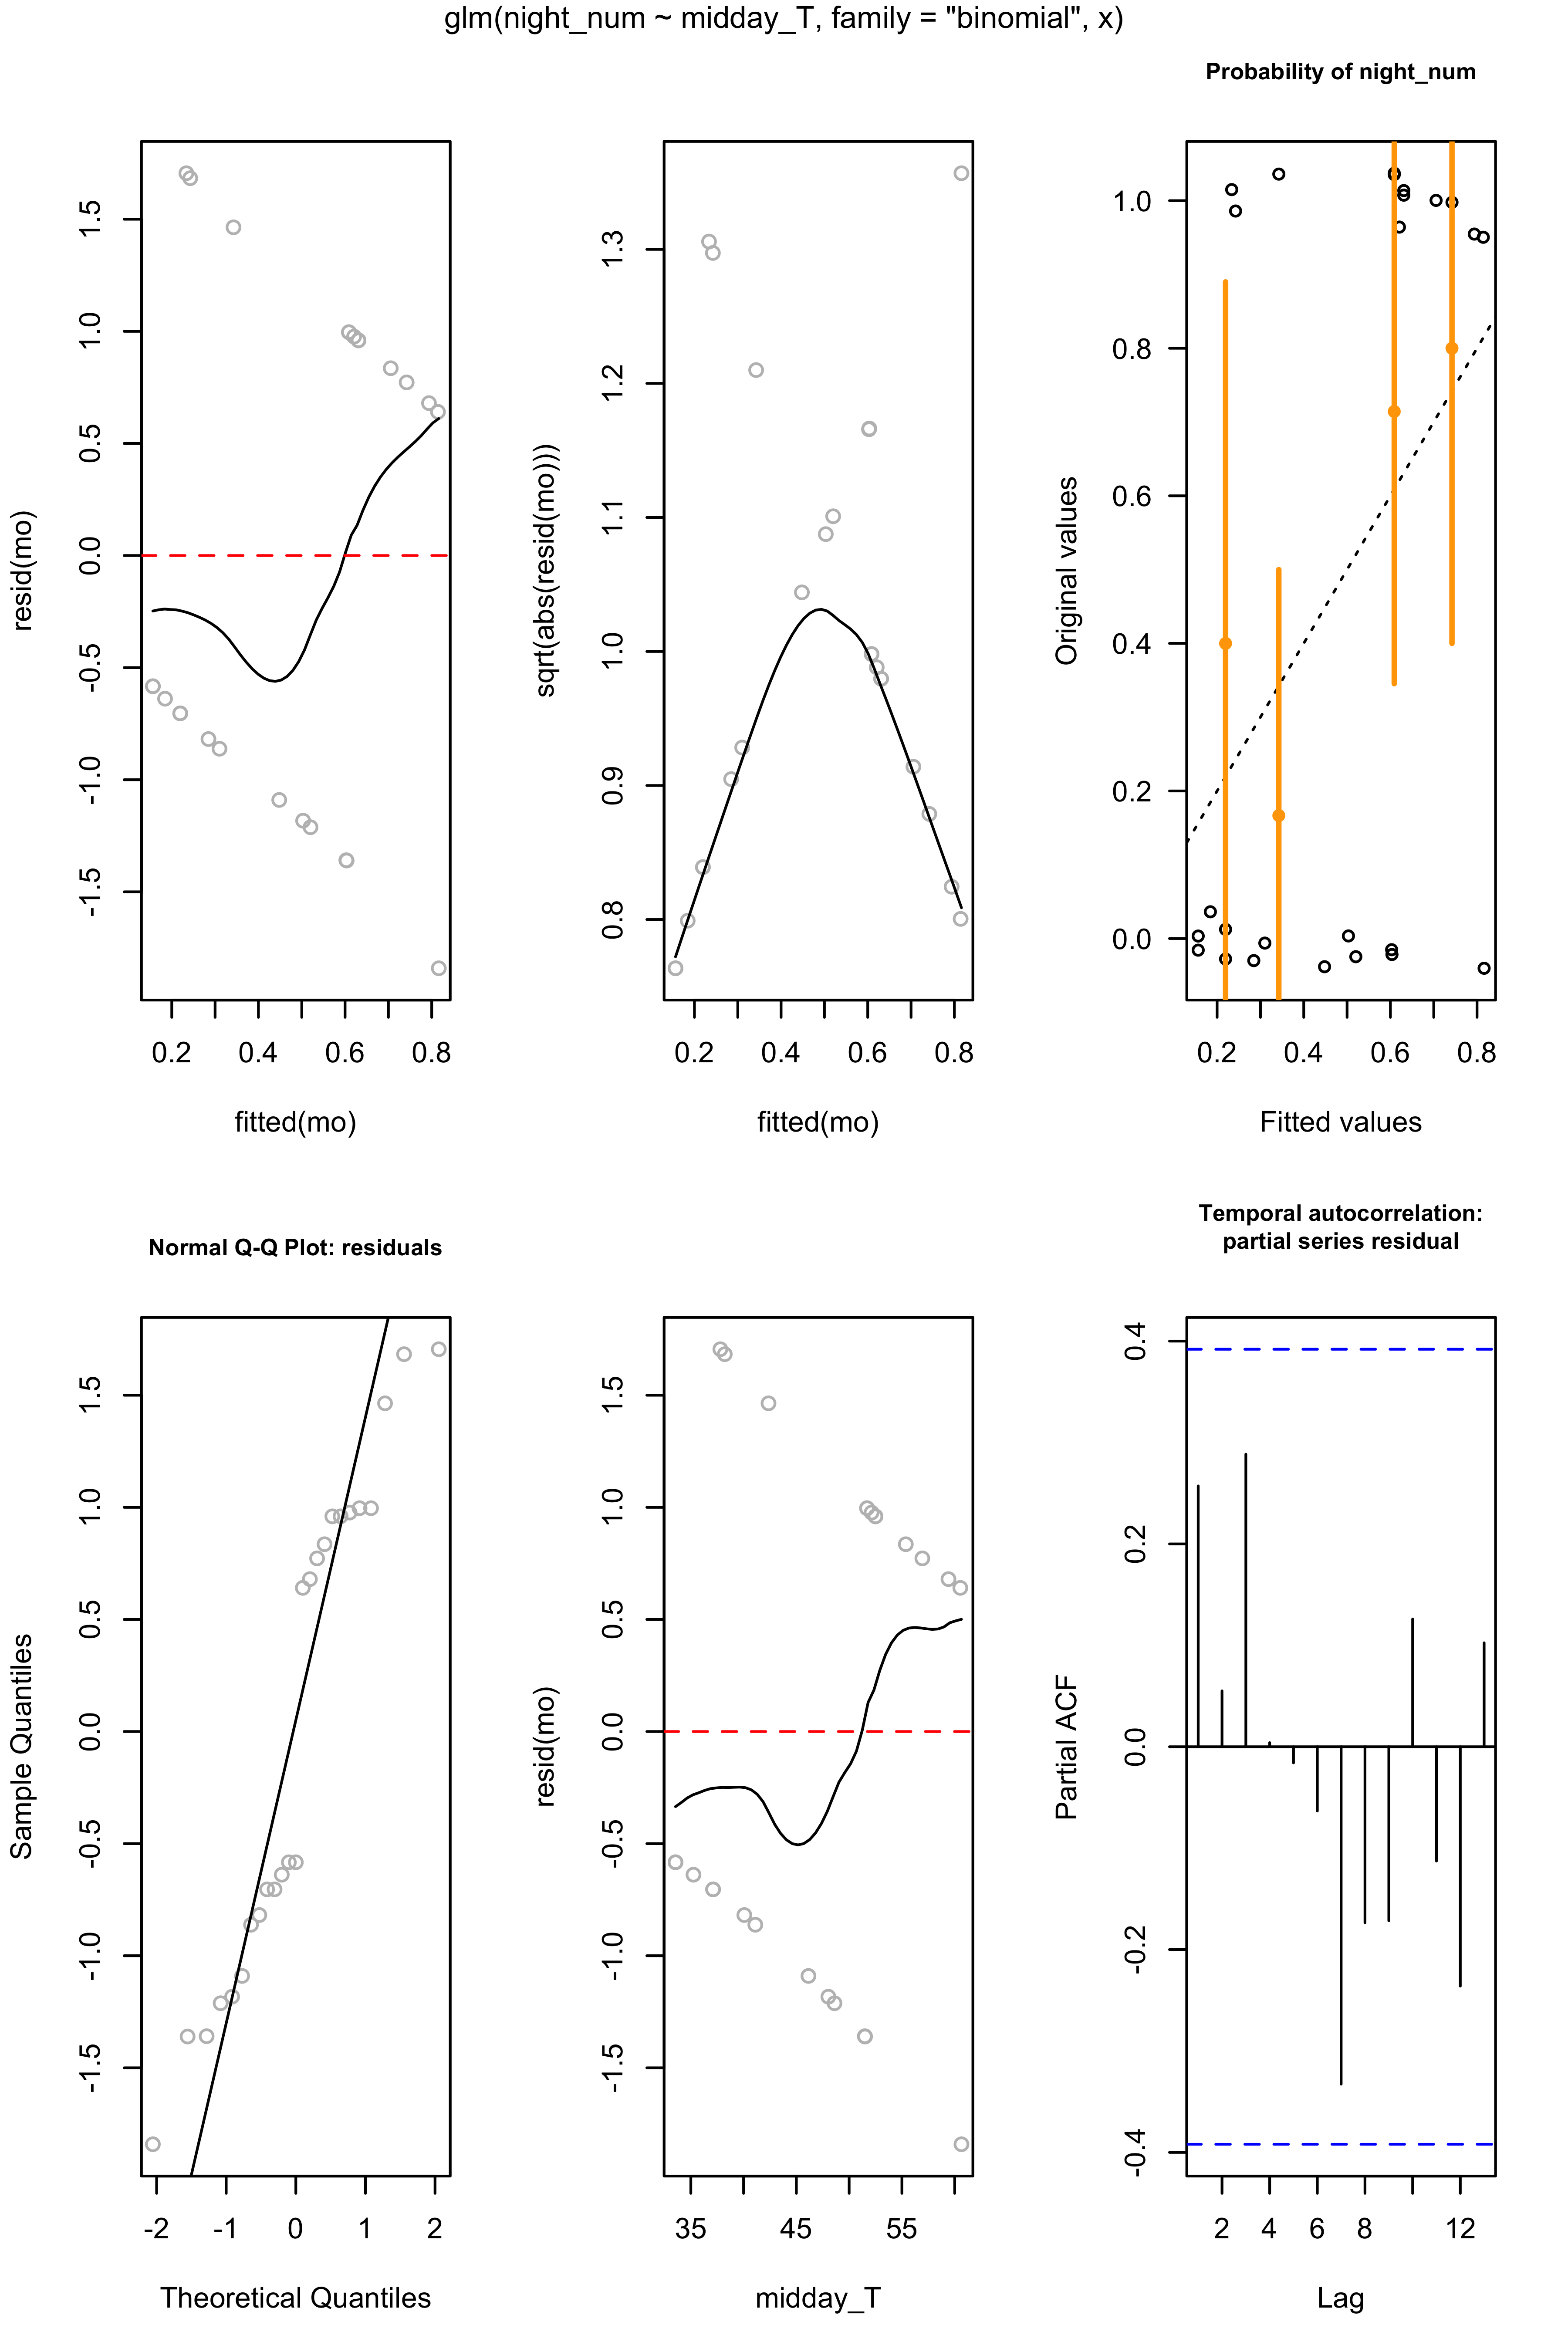 glm(night_num ~ midday_T, family = "binomial", x)
resid(mo)
1.5
1.0
0.5
0.0
-0.5
-1.0
-1.5
0.2 0.4 0.6 0.8
fitted(mo)
sqrt(abs(resid(mo)))
1.3
1.2
1.1
1.0
0.9
0.8
0.2 0.4 0.6 0.8
fitted(mo)
Probability of night_num
Original values
1.0
0.8
0.6
0.4
0.2
0.0
0.2 0.4 0.6 0.8
Fitted values
Normal Q-Q Plot: residuals
Sample Quantiles
1.5
1.0
0.5
0.0
-0.5
-1.0
-1.5
-2 -1 0 1 2
Theoretical Quantiles
resid(mo)
1.5
1.0
0.5
0.0
-0.5
-1.0
-1.5
35 45 55
midday_T
Temporal autocorrelation:
partial series residual
Partial ACF
0.4
0.2
0.0
-0.2
-0.4
2 4 6 8 12
Lag